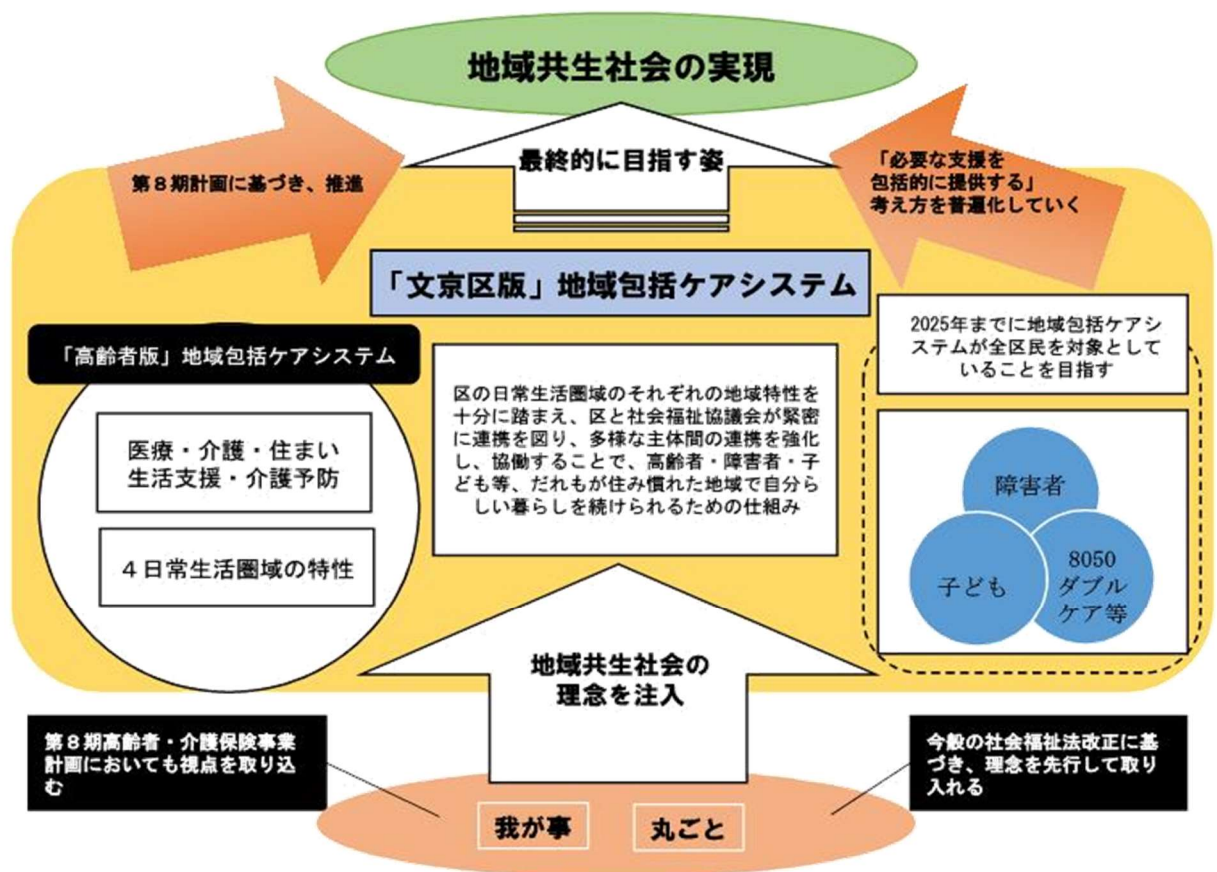 地域共生社会の実現
最終的に目指す姿
第８期計画に基づき、推進
「必要な支援を
包括的に提供する」
考え方を普遍化していく
「文京区版」地域包括ケアシステム
「高齢者版」地域包括ケアシステム
医療・介護・住まい
生活支援・介護予防
４日常生活圏域の特性
区の日常生活圏域のそれぞれの地域特性を
十分に踏まえ、区と社会福祉協議会が緊密
に連携を図り、多様な主体間の連携を強化
し、協働することで、高齢者・障害者・子
ども等、だれもが住み慣れた地域で自分ら
しい暮らしを続けられるための仕組み
2025年までに地域包括ケアシ
ステムが全区民を対象として
いることを目指す
障害者
子ども
8050
ダブル
ケア等
地域共生社会の
理念を注入
第８期高齢者・介護保険事業
計画においても視点を取り込
む
今般の社会福祉法改正に基
づき、理念を先行して取り
入れる
我が事
丸ごと